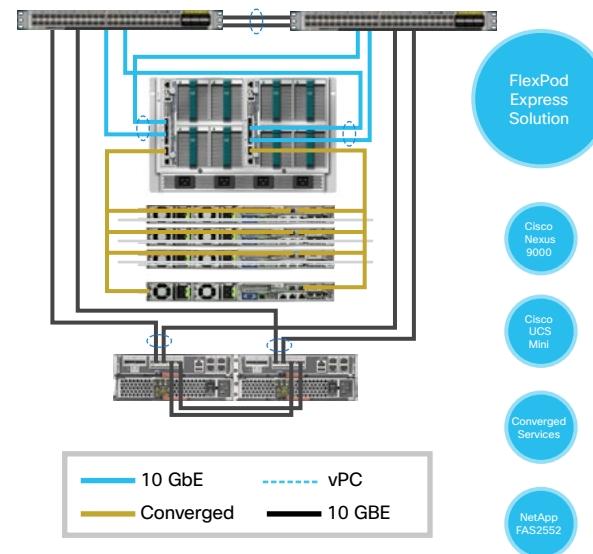 FlexPod
Express
Solution
Cisco
Nexus
9000
Cisco
UCS
Mini
Converged
Services
NetApp
FAS2552
10 GbE
vPC
Converged
10 GBE